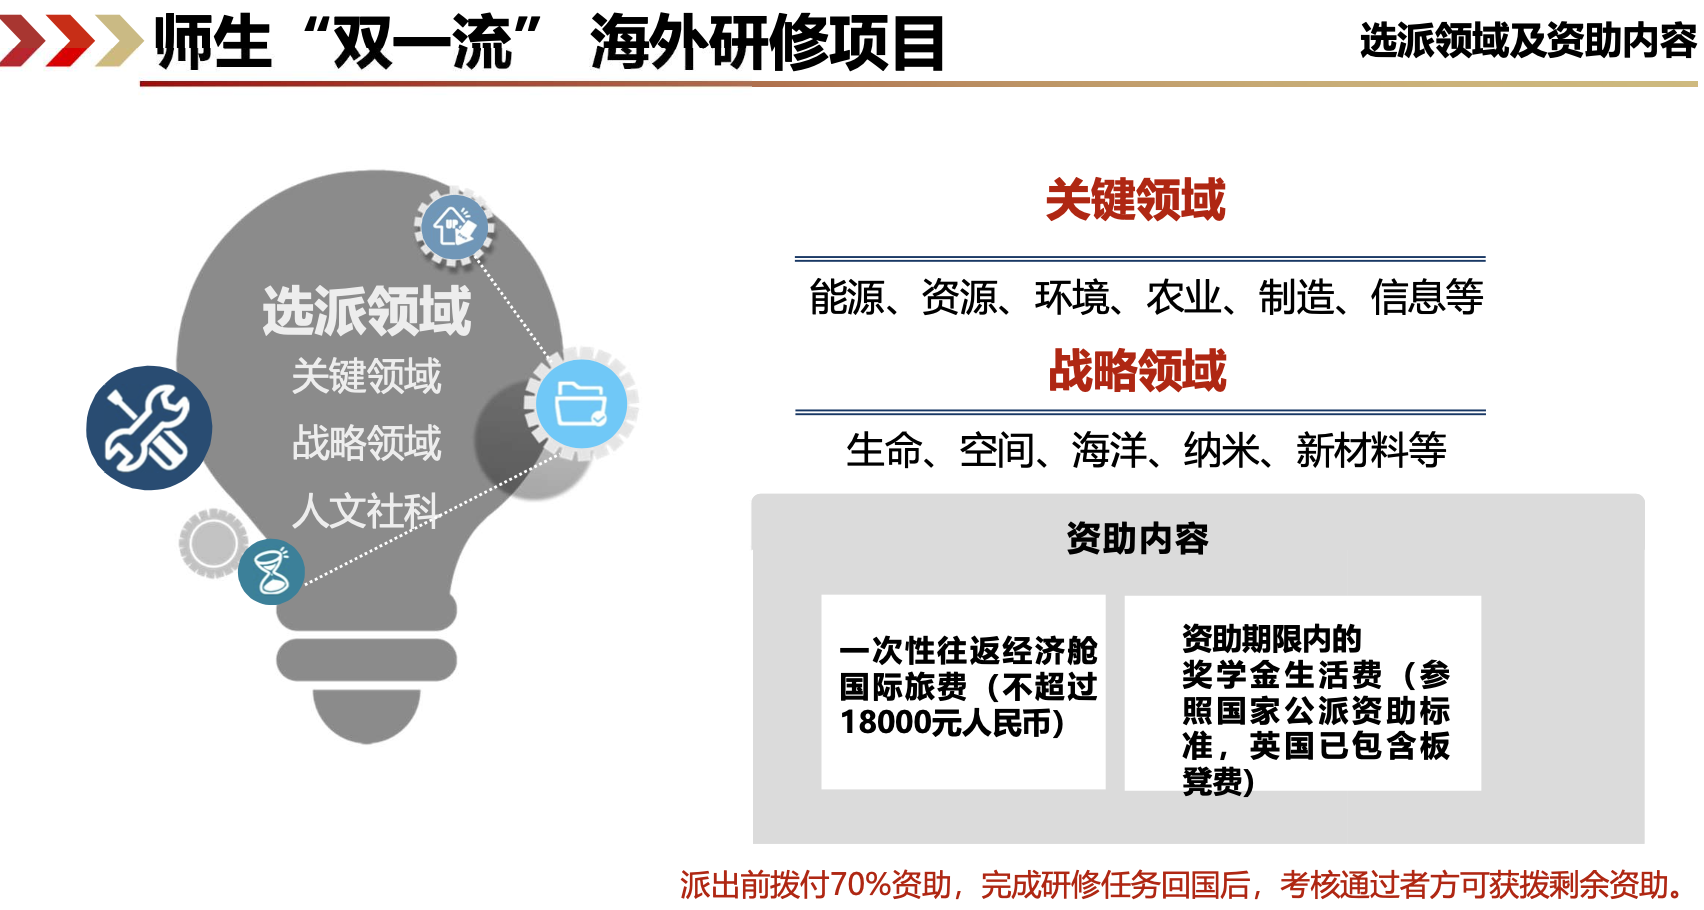 师生“双一流” 海外研修项目
选派领域及资助内容
选派领域
关键领域
战略领域
人文社科
关键领域
能源、资源、环境、农业、制造、信息等
战略领域
生命、空间、海洋、纳米、新材料等
资助内容
一次性往返经济舱
国际旅费（不超过
18000元人民币）
资助期限内的
奖学金生活费（参
照国家公派资助标
准，英国已包含板
凳费)
派出前拨付70%资助，完成研修任务回国后，考核通过者方可获拨剩余资助。